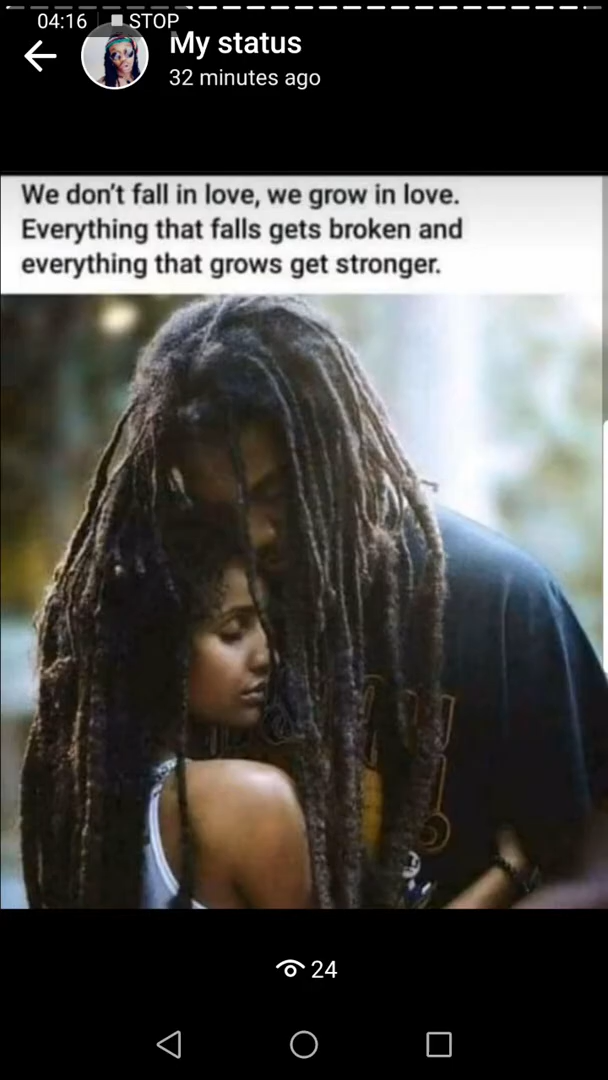 04:16 STOP
My status
32 minutes ago
We don't fall in love, we grow in love.
Everything that falls gets broken and
everything that grows get stronger.
24